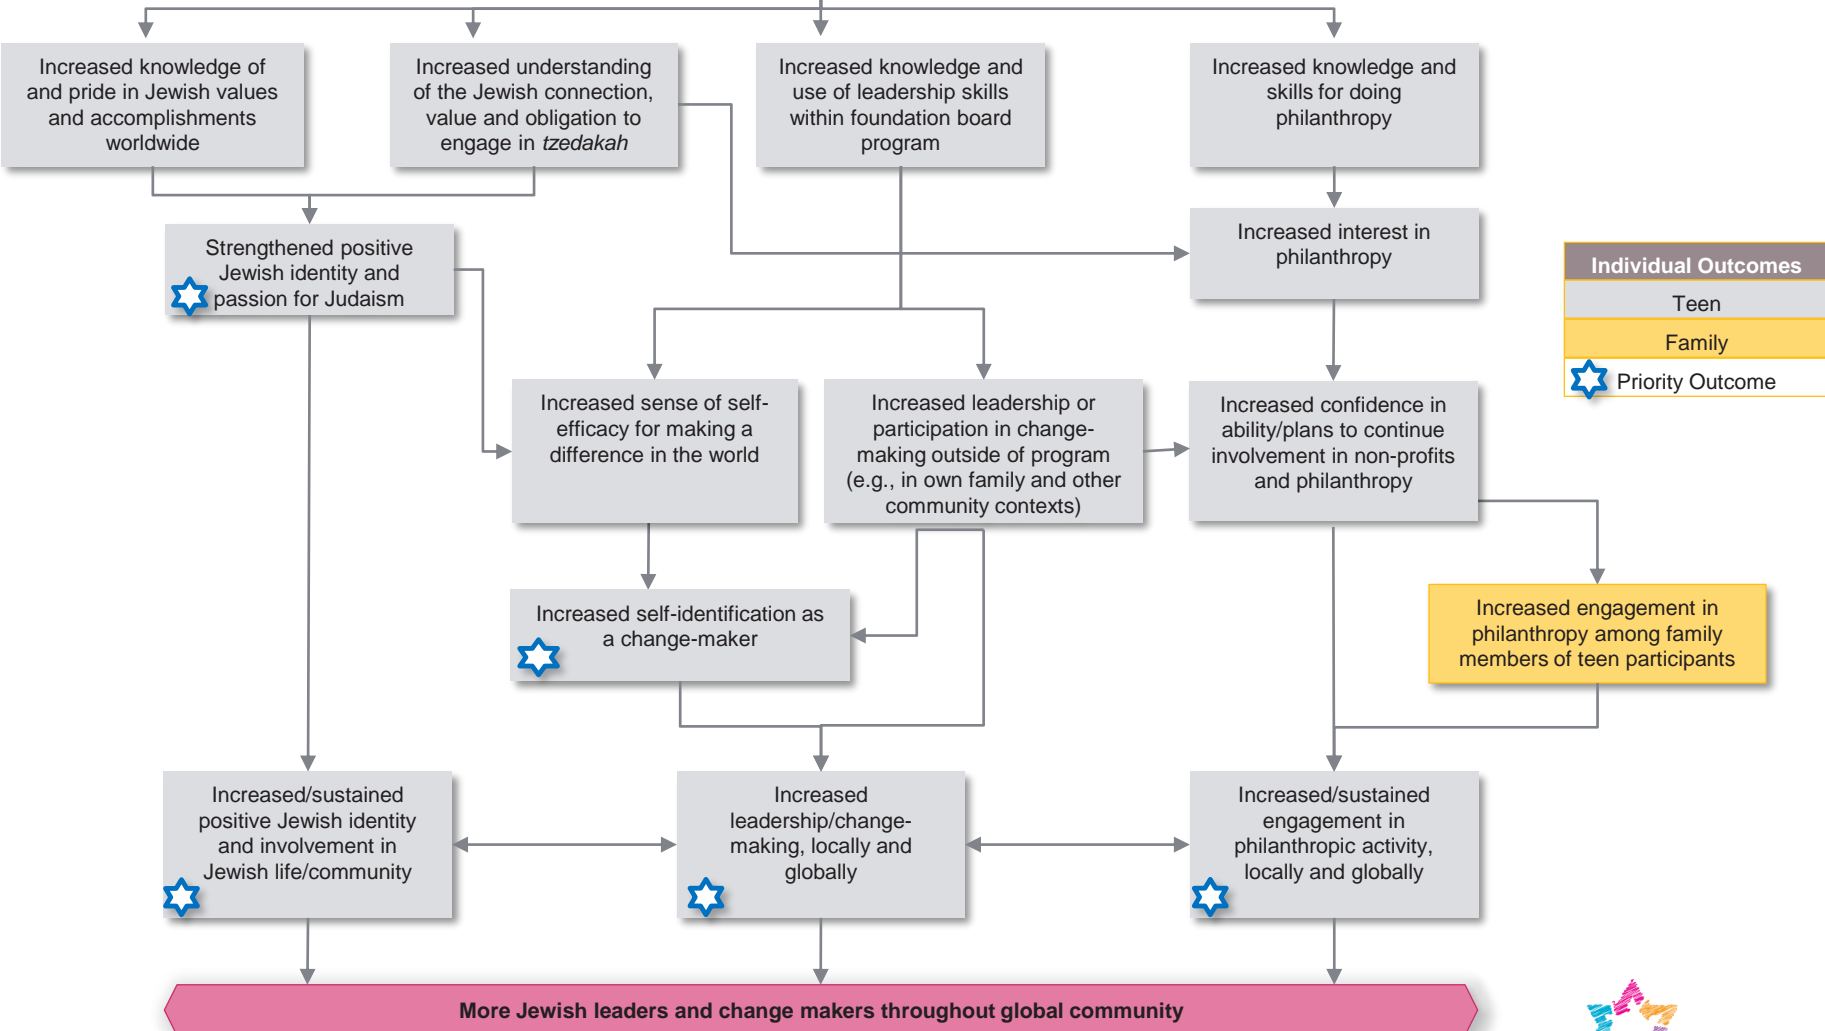 Increased knowledge of
and pride in Jewish values
and accomplishments
worldwide
Increased understanding
of the Jewish connection,
value and obligation to
engage in tzedakah
Increased knowledge and
use of leadership skills
within foundation board
program
Increased knowledge and
skills for doing
philanthropy
Strengthened positive
Jewish identity and
passion for Judaism
Increased interest in
philanthropy
Individual Outcomes
Teen
Family
Priority Outcome
Increased sense of self-
efficacy for making a
difference in the world
Increased leadership or
participation in change-
making outside of program
(e.g., in own family and other
community contexts)
Increased confidence in
ability/plans to continue
involvement in non-profits
and philanthropy
Increased self-identification as
a change-maker
Increased engagement in
philanthropy among family
members of teen participants
Increased/sustained
positive Jewish identity
and involvement in
Jewish life/community
Increased
leadership/change-
making, locally and
globally
Increased/sustained
engagement in
philanthropic activity,
locally and globally
More Jewish leaders and change makers throughout global community